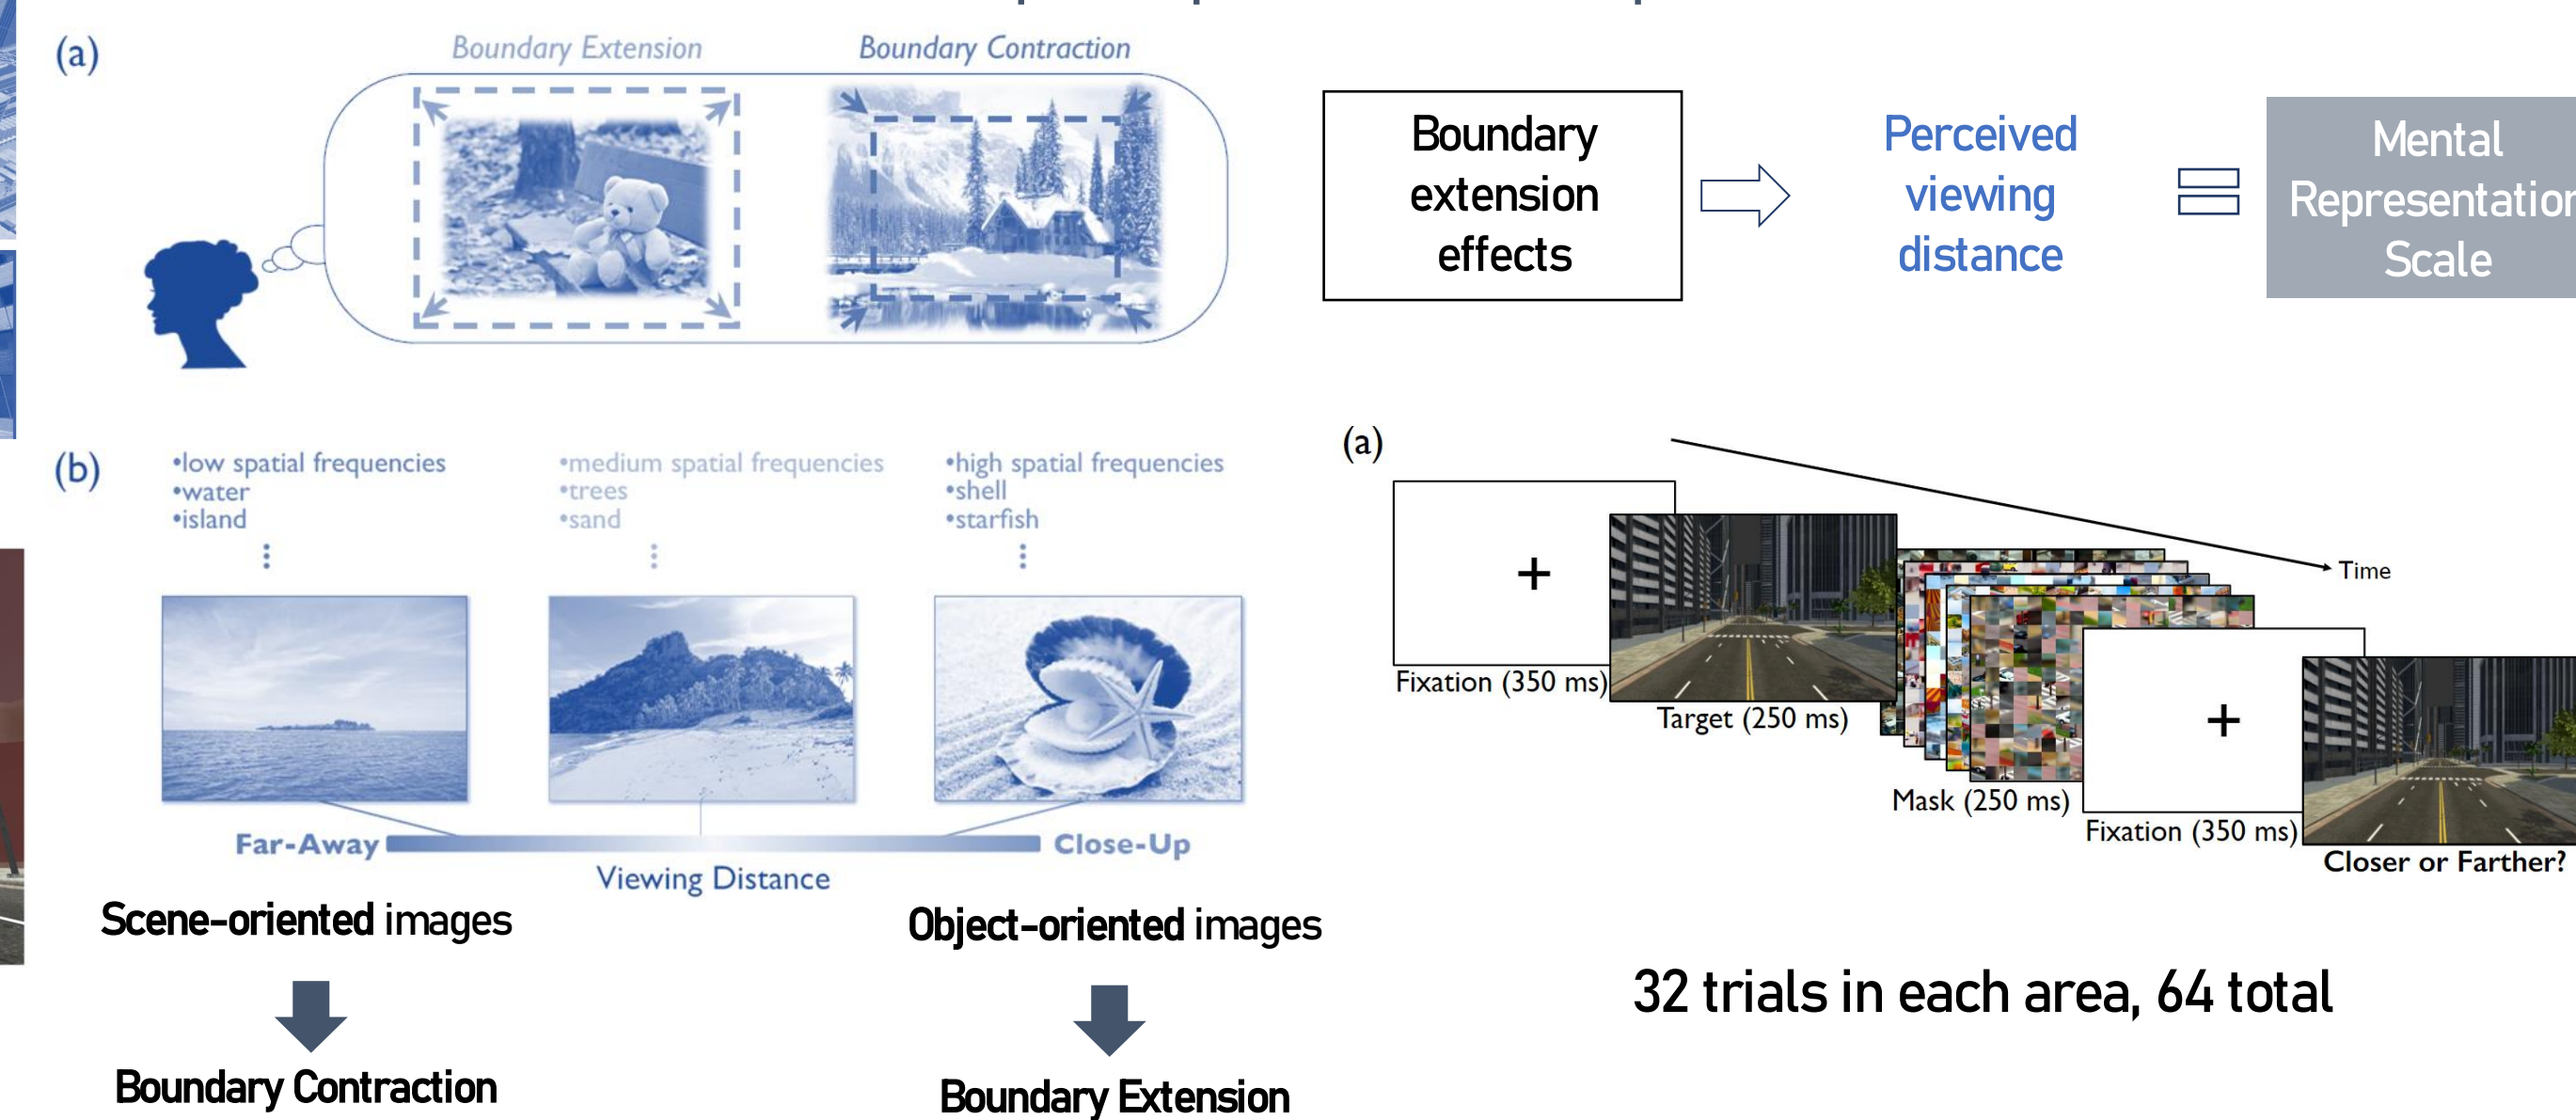 (a)
Boundary Extension
Boundary Contraction
Boundary
extension
effects
Perceived
viewing
distance
Mental
Representation
Scale
(b)
•low spatial frequencies
•water
•island
•medium spatial frequencies
•trees
•sand
•high spatial frequencies
•shell
•starfish
Far-Away
Close-Up
Viewing Distance
Scene-oriented images
Object-oriented images
Boundary Contraction
Boundary Extension
(a)
Time
Fixation (350 ms)
Target (250 ms)
Mask (250 ms)
Fixation (350 ms)
Closer or Farther?
32 trials in each area, 64 total